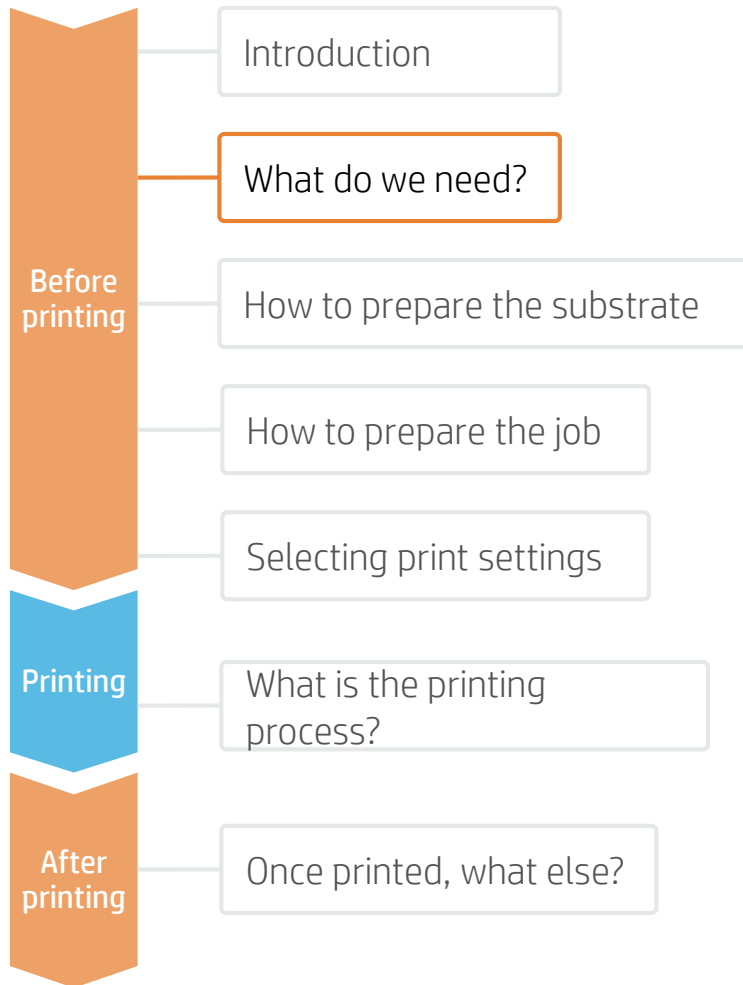 Introduction
What do we need?
Before
printing
How to prepare the substrate
How to prepare the job
Selecting print settings
Printing
What is the printing
process?
After
printing
Once printed, what else?